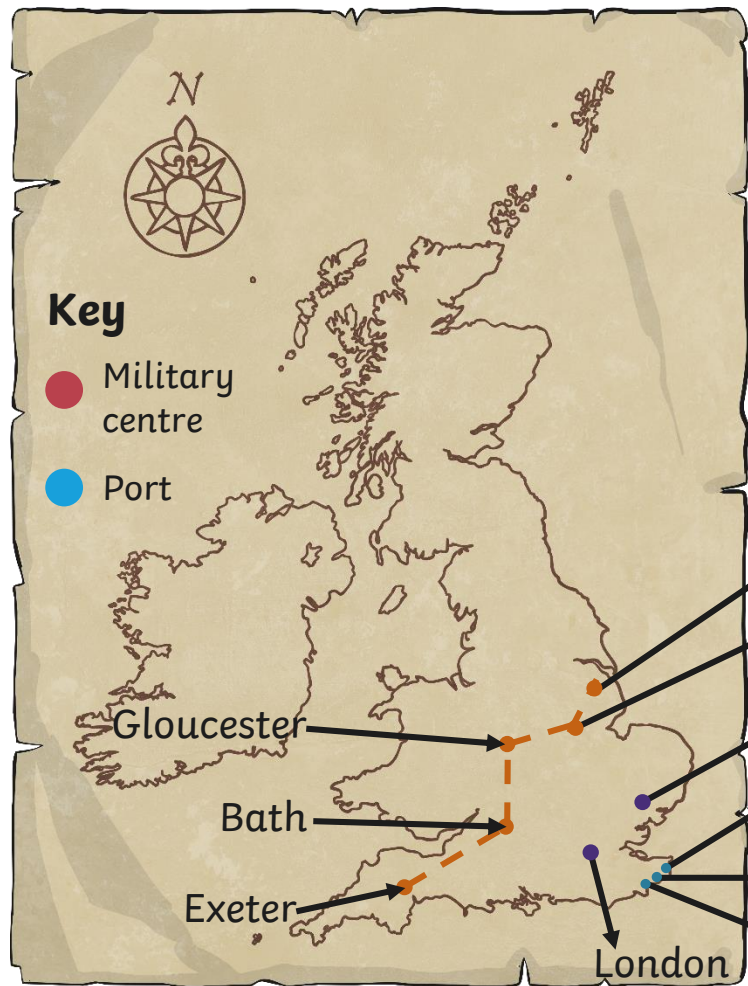 N
Key
Military
centre
Port
Gloucester
Bath
Exeter
London